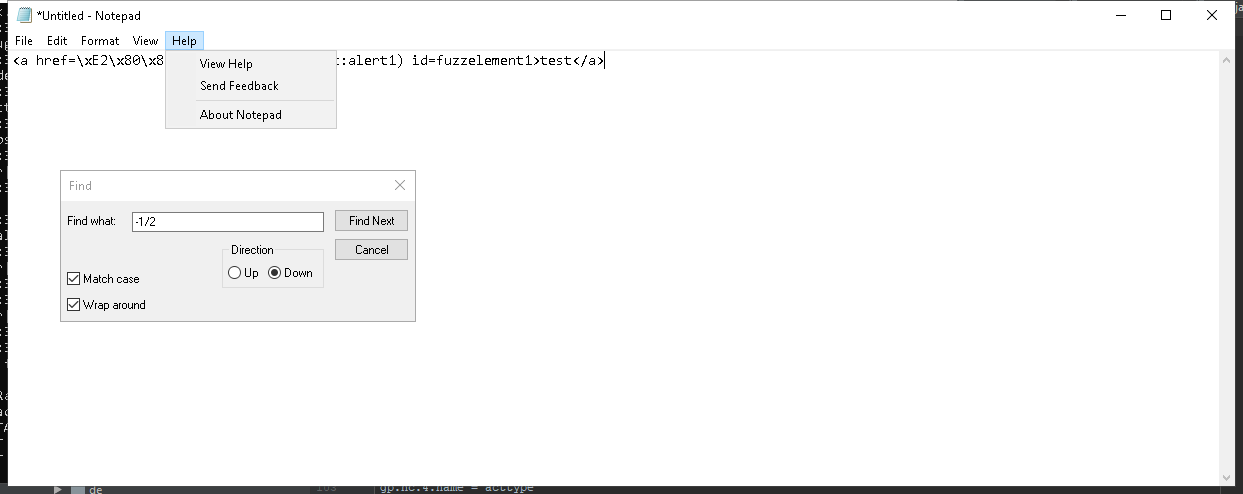 *Untitled - Notepad
File Edit Format View Help
<a href=\xE2\x80\x8 t:alert1) id=fuzzelement1>test</a>
View Help
Send Feedback
About Notepad
Find
Find what: -1/2 Find Next
Direction Cancel
Up Down
Match case
Wrap around
de
gp.nc.4.name = acttype